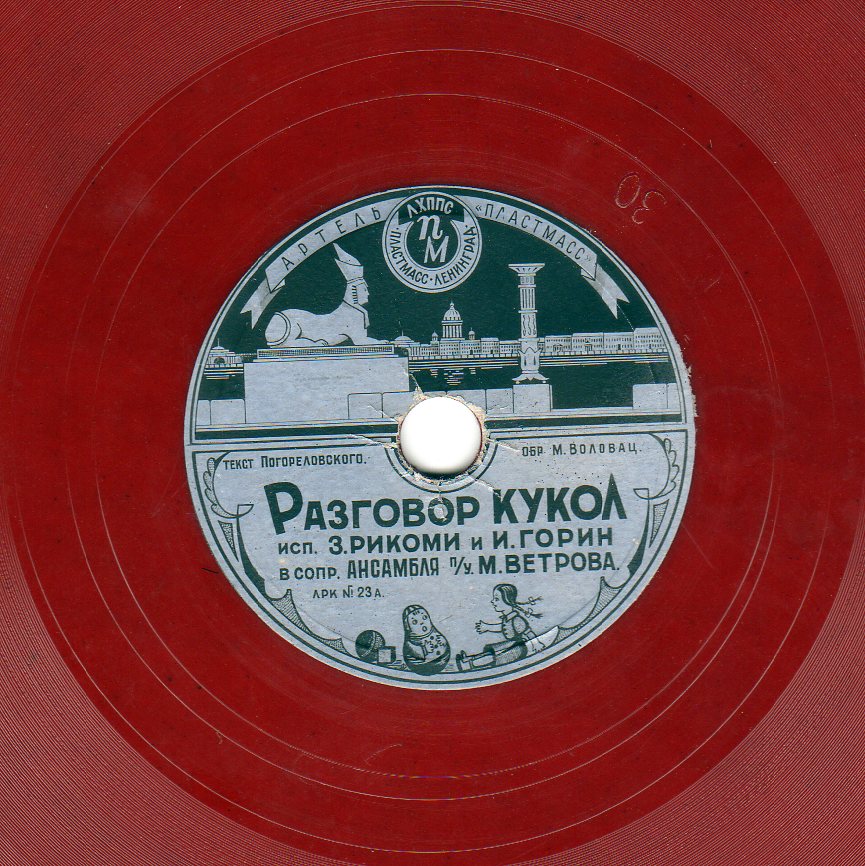 АРТЕЛЬ «ПЛАСТМАСС»
ЛХППС
ПМ
· ПЛАСТМАСС · ЛЕНИНГРАД
30
ТЕКСТ ПОГОРЕЛОВСКОГО. ОБР М. ВОЛОВАЦ.
РАЗГОВОР КУКОЛ
ИСП. З. РИКОМИ И И. ГОРИН
В СОПР. АНСАМБЛЯ П/У. М. ВЕТРОВА.
ЛРК № 23 А.